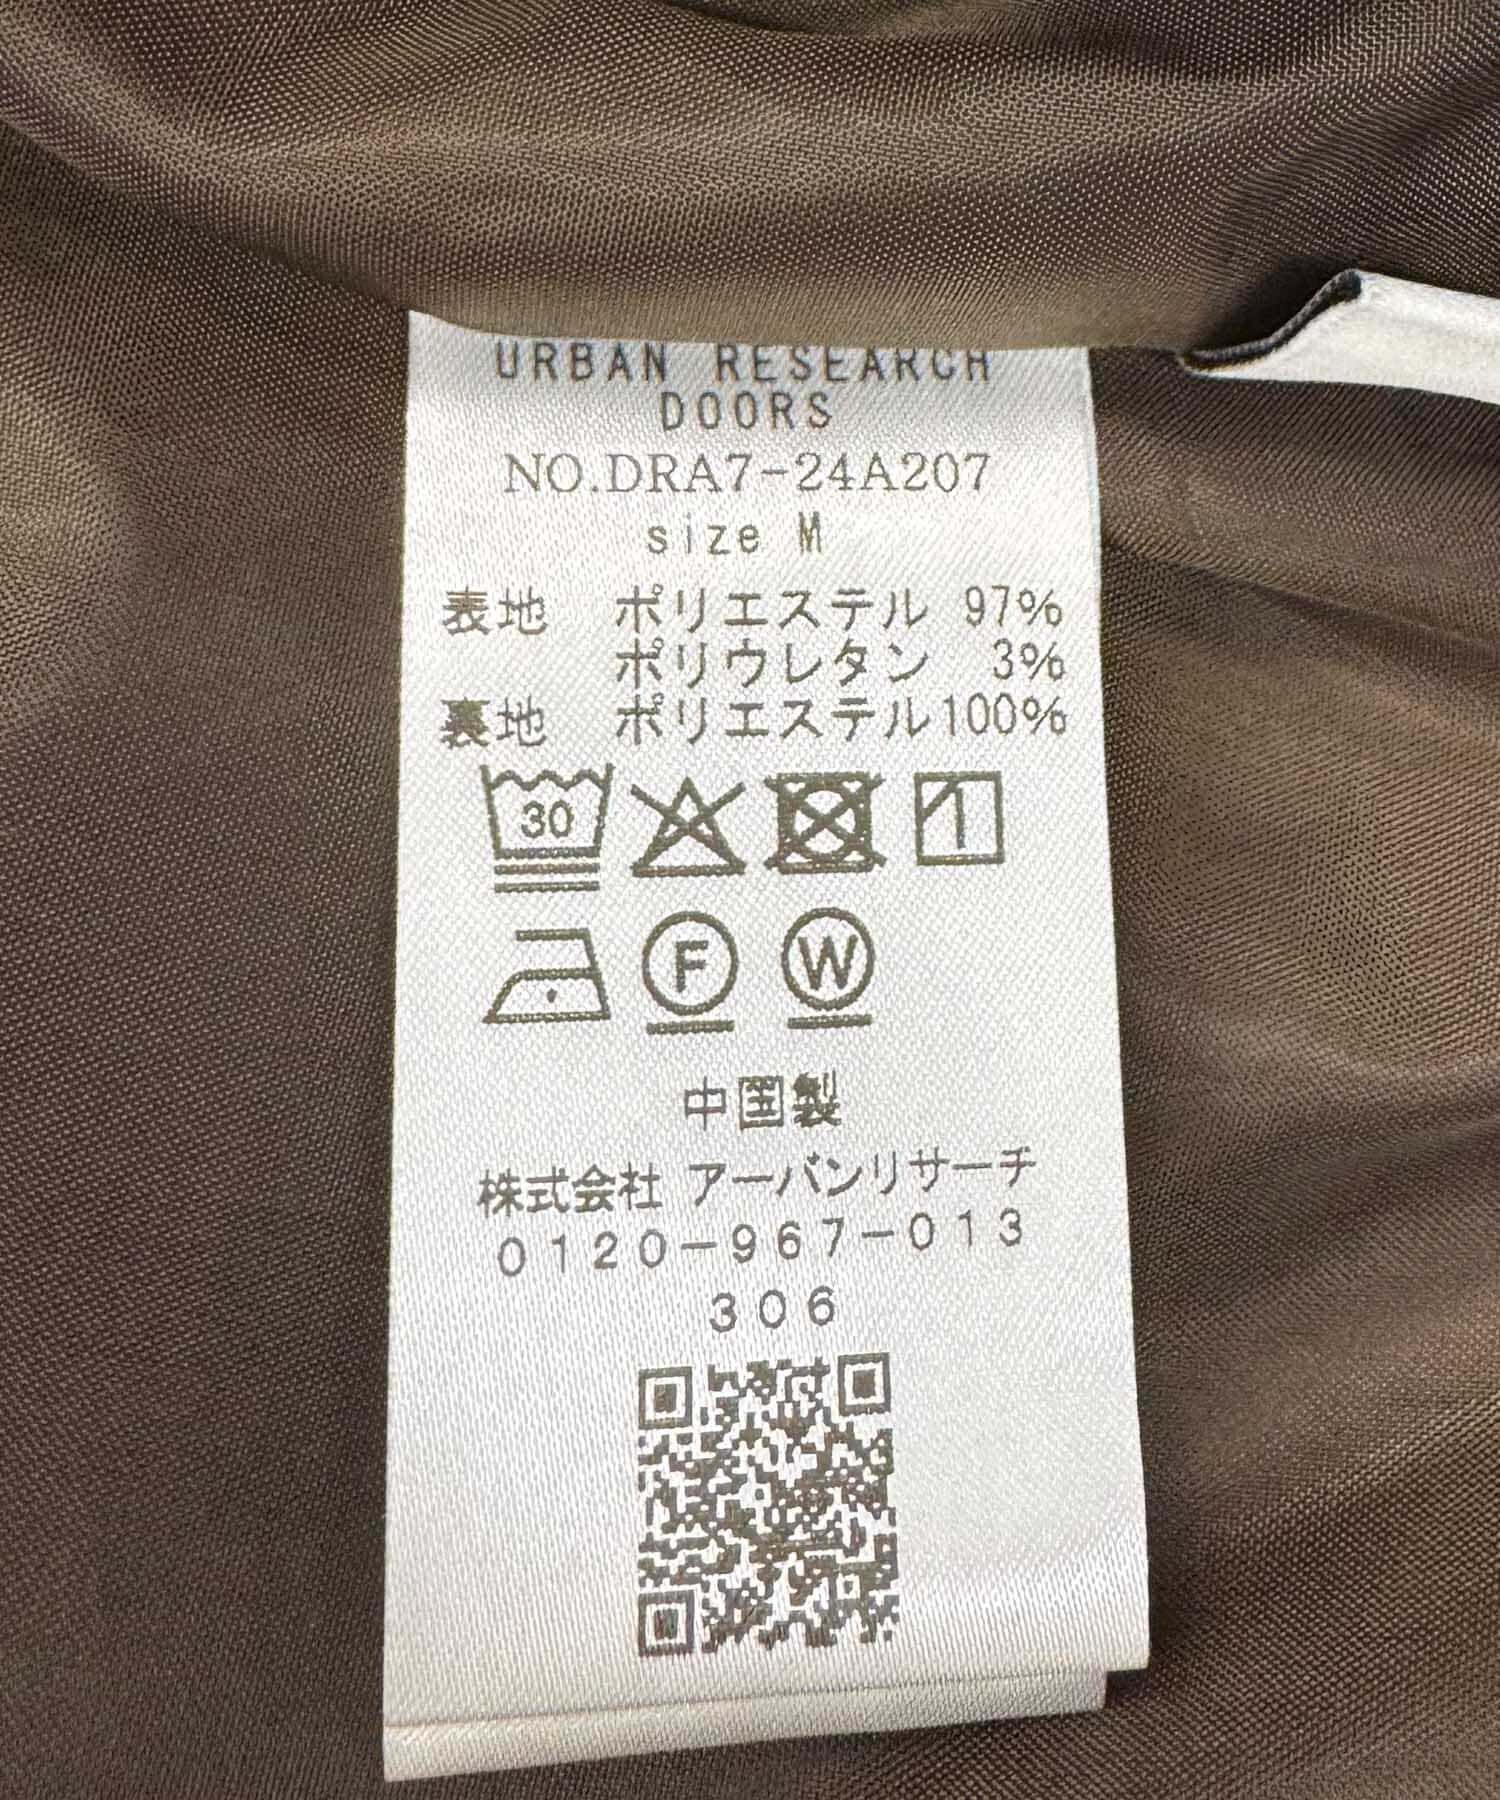 URBAN RESEARCH
DOORS
NO.DRA7-24A207
size M
表地 ポリエステル 97%
ポリウレタン 3%
裏地 ポリエステル100%
30 1
F W
中国製
株式会社 アーバンリサーチ
0120-967-013
306